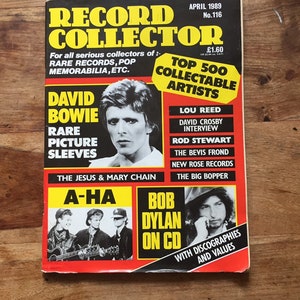 RECORD
COLLECTOR
APRIL 1989
No.116
£1.60
For all serious collectors of :-
RARE RECORDS, POP
MEMORABILIA, ETC.
TOP 500
COLLECTABLE
ARTISTS
DAVID
BOWIE
RARE
PICTURE
SLEEVES
LOU REED
DAVID CROSBY
INTERVIEW
ROD STEWART
THE BEVIS FROND
NEW ROSE RECORDS
THE BIG BOPPER
THE JESUS & MARY CHAIN
A-HA
BOB
DYLAN
ON CD
WITH DISCOGRAPHIES
AND VALUES